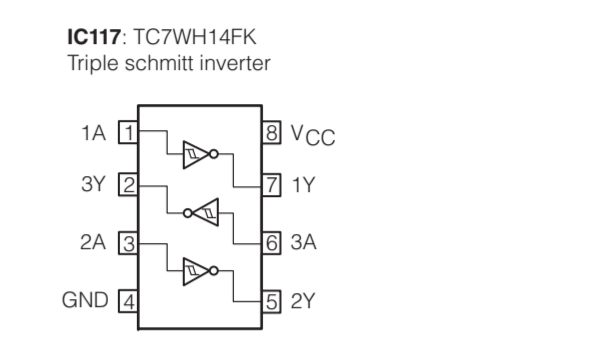 IC117: TC7WH14FK
Triple schmitt inverter
1A 1 8 VCC
3Y 2 7 1Y
2A 3 6 3A
GND 4 5 2Y